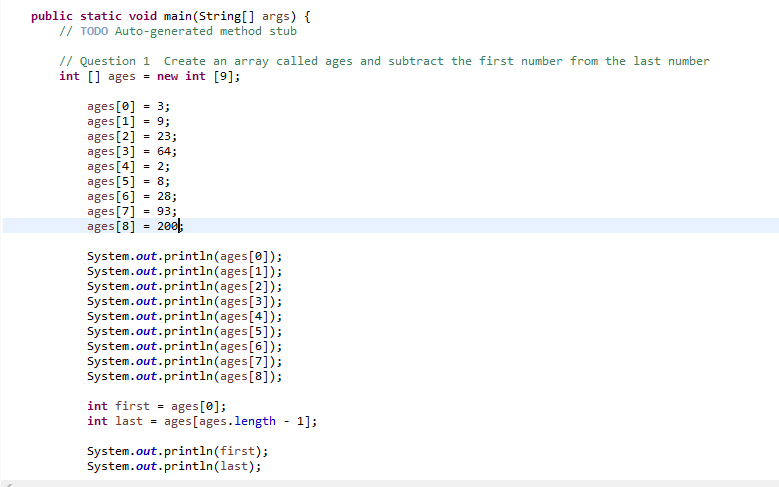 public static void main(String[] args) {
// TODO Auto-generated method stub
// Question 1  Create an array called ages and subtract the first number from the last number
int [] ages = new int [9];
ages[0] = 3;
ages[1] = 9;
ages[2] = 23;
ages[3] = 64;
ages[4] = 2;
ages[5] = 8;
ages[6] = 28;
ages[7] = 93;
ages[8] = 200;
System.out.println(ages[0]);
System.out.println(ages[1]);
System.out.println(ages[2]);
System.out.println(ages[3]);
System.out.println(ages[4]);
System.out.println(ages[5]);
System.out.println(ages[6]);
System.out.println(ages[7]);
System.out.println(ages[8]);
int first = ages[0];
int last = ages[ages.length - 1];
System.out.println(first);
System.out.println(last);